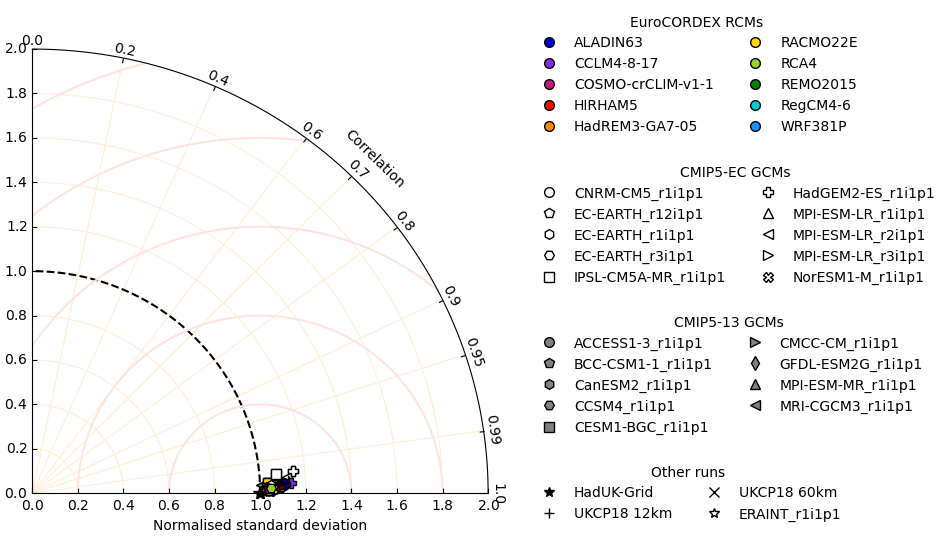 EuroCORDEX RCMs
ALADIN63
CCLM4-8-17
COSMO-crCLIM-v1-1
HIRHAM5
HadREM3-GA7-05
RACMO22E
RCA4
REMO2015
RegCM4-6
WRF381P
CMIP5-EC GCMs
CNRM-CM5_r1i1p1
EC-EARTH_r12i1p1
EC-EARTH_r1i1p1
EC-EARTH_r3i1p1
IPSL-CM5A-MR_r1i1p1
HadGEM2-ES_r1i1p1
MPI-ESM-LR_r1i1p1
MPI-ESM-LR_r2i1p1
MPI-ESM-LR_r3i1p1
NorESM1-M_r1i1p1
CMIP5-13 GCMs
ACCESS1-3_r1i1p1
BCC-CSM1-1_r1i1p1
CanESM2_r1i1p1
CCSM4_r1i1p1
CESM1-BGC_r1i1p1
CMCC-CM_r1i1p1
GFDL-ESM2G_r1i1p1
MPI-ESM-MR_r1i1p1
MRI-CGCM3_r1i1p1
Other runs
HadUK-Grid
UKCP18 12km
UKCP18 60km
ERAINT_r1i1p1
2.0
1.8
1.6
1.4
1.2
1.0
0.8
0.6
0.4
0.2
0.0
0.0
0.2
0.4
0.6
0.7
0.8
0.9
0.95
0.99
1.0
Correlation
0.0
0.2
0.4
0.6
0.8
1.0
1.2
1.4
1.6
1.8
2.0
Normalised standard deviation